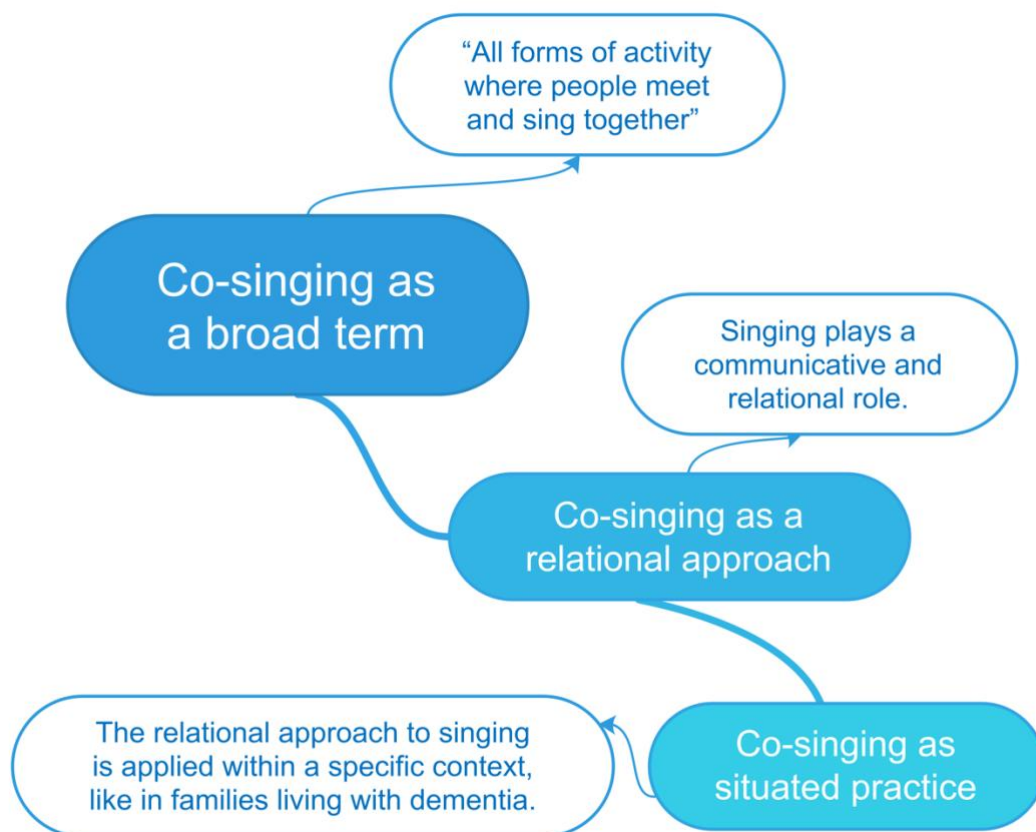 “All forms of activity
where people meet
and sing together”
Co-singing as
a broad term
Singing plays a
communicative and
relational role.
Co-singing as a
relational approach
The relational approach to singing
is applied within a specific context,
like in families living with dementia.
Co-singing as
situated practice